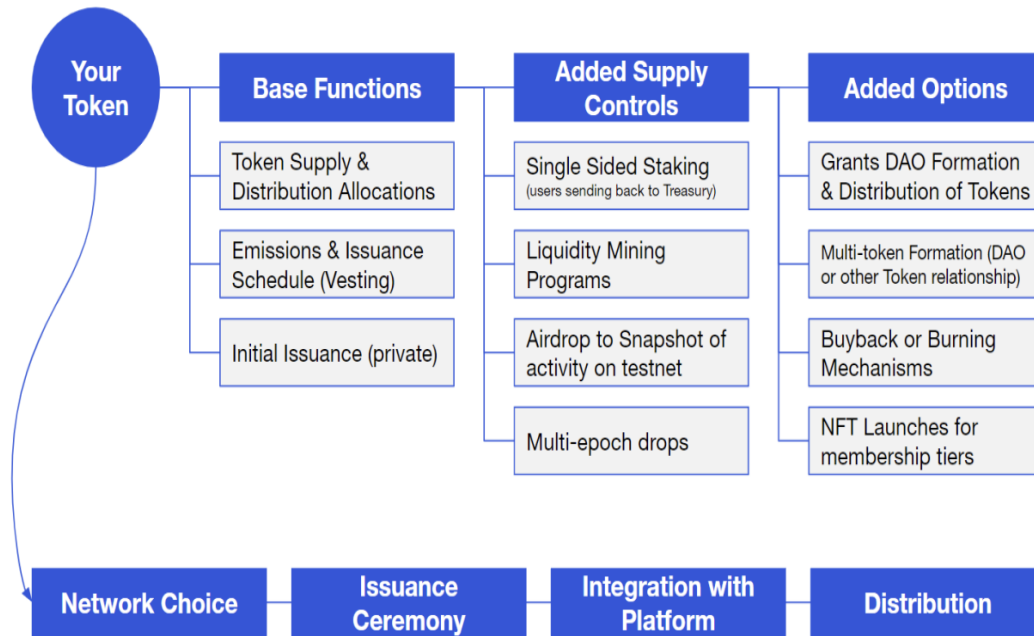 Your
Token
Base Functions
Token Supply &
Distribution Allocations
Emissions & Issuance
Schedule (Vesting)
Initial Issuance (private)
Added Supply
Controls
Single Sided Staking
(users sending back to Treasury)
Liquidity Mining
Programs
Airdrop to Snapshot of
activity on testnet
Multi-epoch drops
Added Options
Grants DAO Formation
& Distribution of Tokens
Multi-token Formation (DAO
or other Token relationship)
Buyback or Burning
Mechanisms
NFT Launches for
membership tiers
Network Choice
Issuance
Ceremony
Integration with
Platform
Distribution